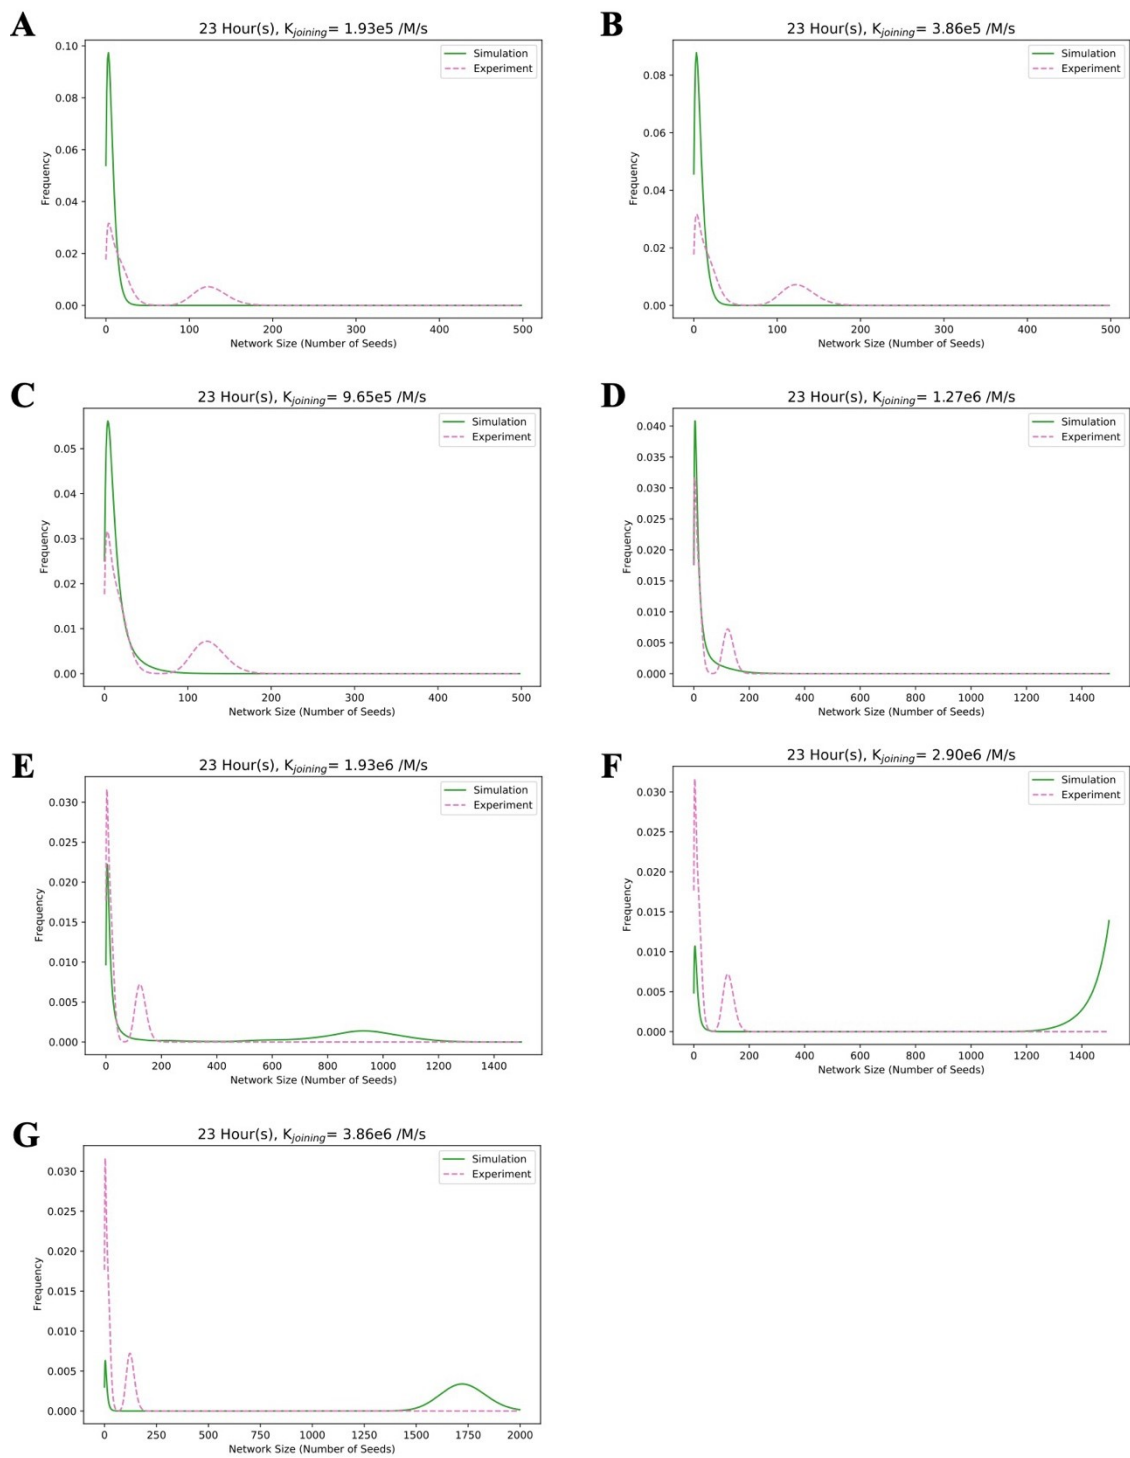 A
23 Hour(s), K_joining= 1.93e5 /M/s
Simulation
Experiment
0.10
0.08
0.06
0.04
0.02
0.00
Frequency
0 100 200 300 400 500
Network Size (Number of Seeds)
B
23 Hour(s), K_joining= 3.86e5 /M/s
Simulation
Experiment
0.08
0.06
0.04
0.02
0.00
Frequency
0 100 200 300 400 500
Network Size (Number of Seeds)
C
23 Hour(s), K_joining= 9.65e5 /M/s
Simulation
Experiment
0.05
0.04
0.03
0.02
0.01
0.00
Frequency
0 100 200 300 400 500
Network Size (Number of Seeds)
D
23 Hour(s), K_joining= 1.27e6 /M/s
Simulation
Experiment
0.040
0.035
0.030
0.025
0.020
0.015
0.010
0.005
0.000
Frequency
0 200 400 600 800 1000 1200 1400
Network Size (Number of Seeds)
E
23 Hour(s), K_joining= 1.93e6 /M/s
Simulation
Experiment
0.030
0.025
0.020
0.015
0.010
0.005
0.000
Frequency
0 200 400 600 800 1000 1200 1400
Network Size (Number of Seeds)
F
23 Hour(s), K_joining= 2.90e6 /M/s
Simulation
Experiment
0.030
0.025
0.020
0.015
0.010
0.005
0.000
Frequency
0 200 400 600 800 1000 1200 1400
Network Size (Number of Seeds)
G
23 Hour(s), K_joining= 3.86e6 /M/s
Simulation
Experiment
0.030
0.025
0.020
0.015
0.010
0.005
0.000
Frequency
0 250 500 750 1000 1250 1500 1750 2000
Network Size (Number of Seeds)